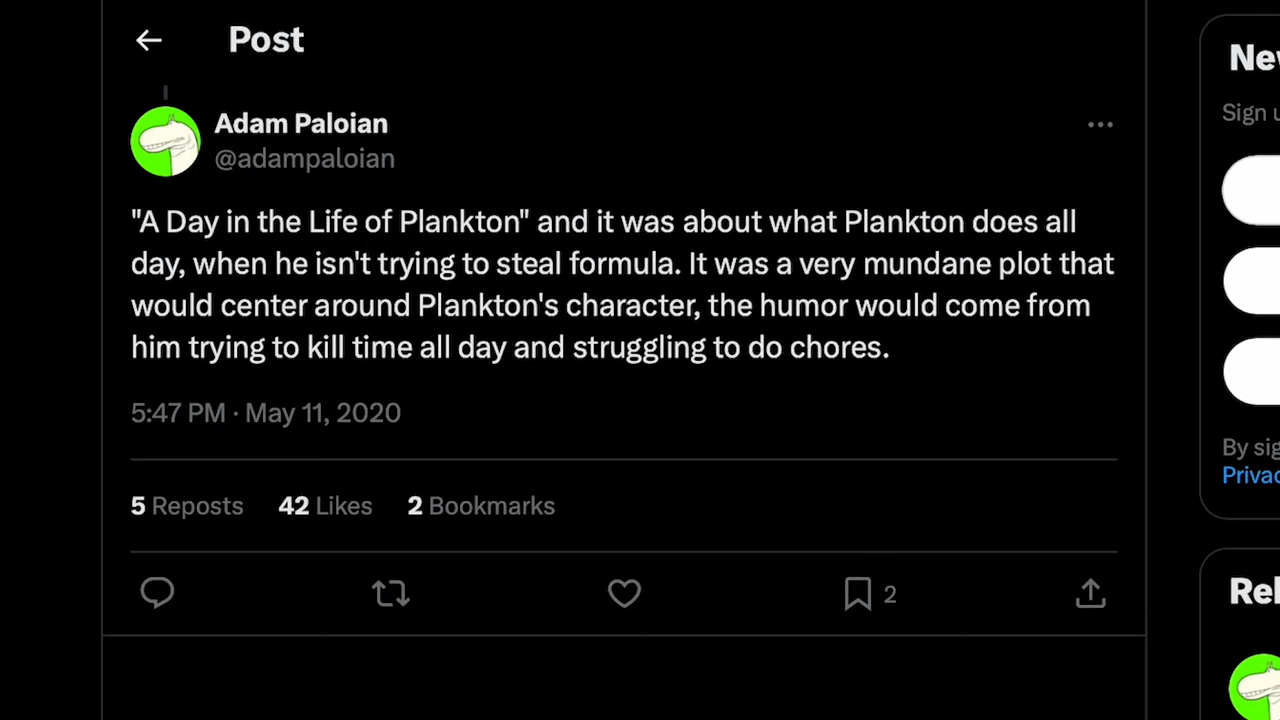 Post
Adam Paloian
@adampaloian
"A Day in the Life of Plankton" and it was about what Plankton does all
day, when he isn't trying to steal formula. It was a very mundane plot that
would center around Plankton's character, the humor would come from
him trying to kill time all day and struggling to do chores.
5:47 PM · May 11, 2020
5 Reposts 42 Likes 2 Bookmarks
2
Sign u
By sig